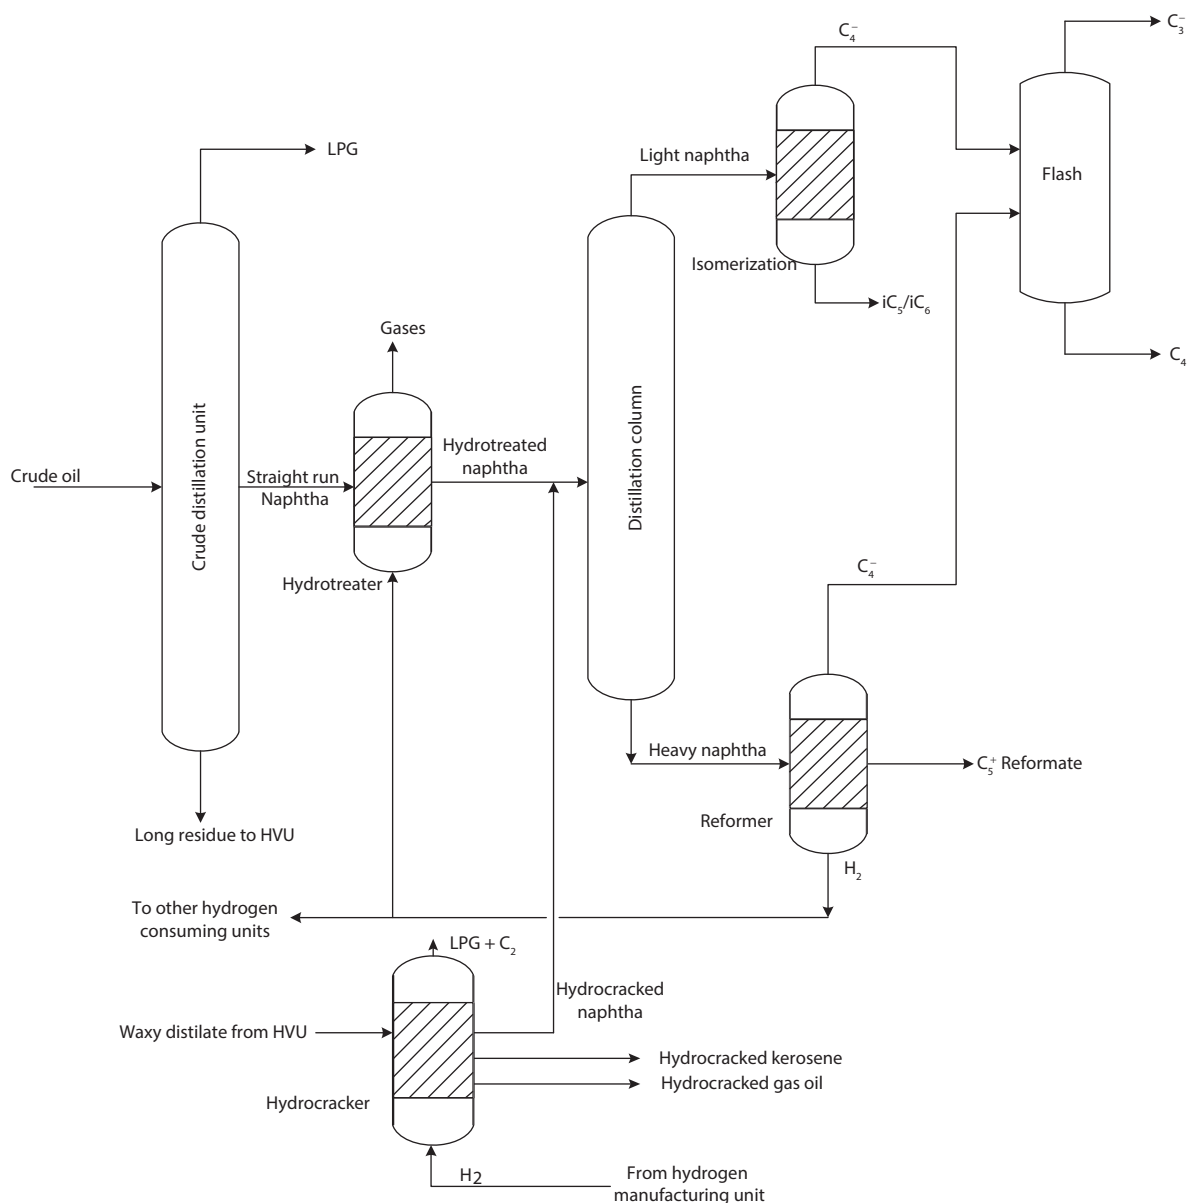 C₄⁻
C₃⁻
LPG
Light naphtha
Flash
Isomerization
iC₅/iC₆
Gases
C₄
Crude distillation unit
Distillation column
Hydrotreated
naphtha
Crude oil
Straight run
Naphtha
Hydrotreater
C₄⁻
Heavy naphtha
C₅⁺ Reformate
Reformer
Long residue to HVU
H₂
To other hydrogen
consuming units
LPG + C₂
Hydrocracked
naphtha
Waxy distilate from HVU
Hydrocracked kerosene
Hydrocracked gas oil
Hydrocracker
H2
From hydrogen
manufacturing unit